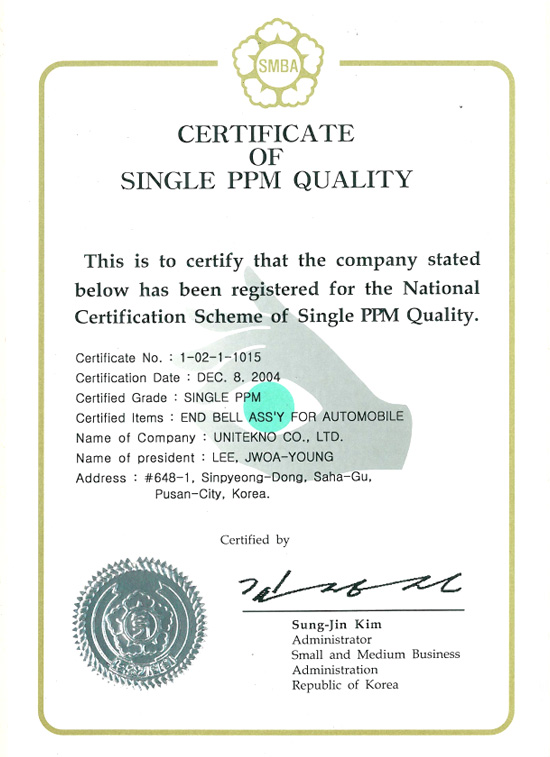 SMBA
CERTIFICATE
OF
SINGLE PPM QUALITY
This is to certify that the company stated
below has been registered for the National
Certification Scheme of Single PPM Quality.
Certificate No. : 1-02-1-1015
Certification Date : DEC. 8, 2004
Certified Grade : SINGLE PPM
Certified Items : END BELL ASS'Y FOR AUTOMOBILE
Name of Company : UNITEKNO CO., LTD.
Name of president : LEE, JWOA-YOUNG
Address : #648-1, Sinpyeong-Dong, Saha-Gu,
Pusan-City, Korea.
Certified by
Sung-Jin Kim
Administrator
Small and Medium Business
Administration
Republic of Korea